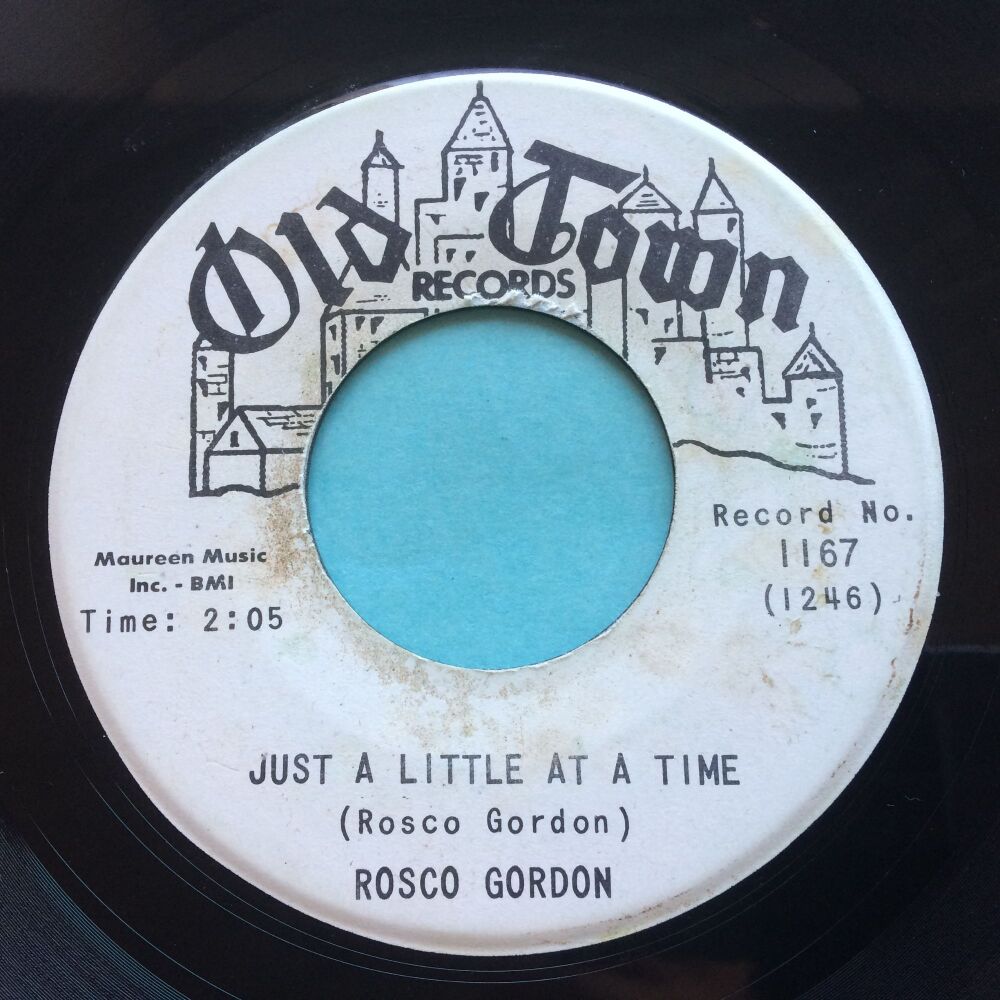 Old Town
RECORDS
Maureen Music
Inc. - BMI
Time: 2:05
Record No.
1167
(1246)
JUST A LITTLE AT A TIME
(Rosco Gordon)
ROSCO GORDON